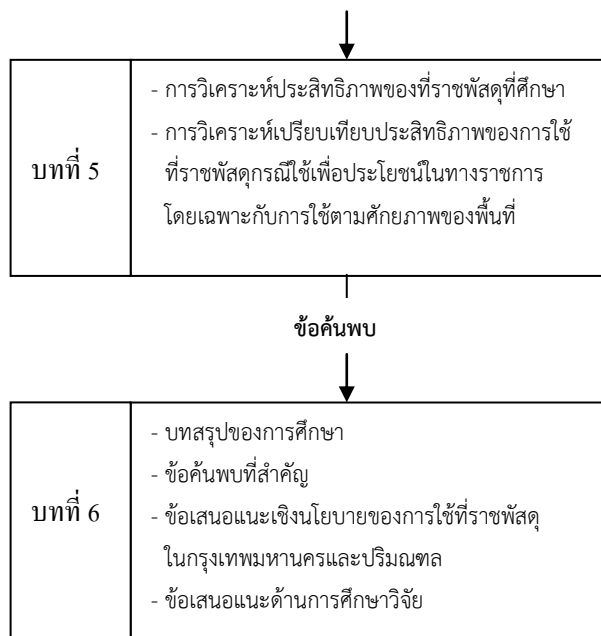 บทที่ 5
- การวิเคราะห์ประสิทธิภาพของที่ราชพัสดุที่ศึกษา
- การวิเคราะห์เปรียบเทียบประสิทธิภาพของการใช้
ที่ราชพัสดุกรณีใช้เพื่อประโยชน์ในทางราชการ
โดยเฉพาะกับการใช้ตามศักยภาพของพื้นที่
ข้อค้นพบ
บทที่ 6
- บทสรุปของการศึกษา
- ข้อค้นพบที่สำคัญ
- ข้อเสนอแนะเชิงนโยบายของการใช้ที่ราชพัสดุ
ในกรุงเทพมหานครและปริมณฑล
- ข้อเสนอแนะด้านการศึกษาวิจัย